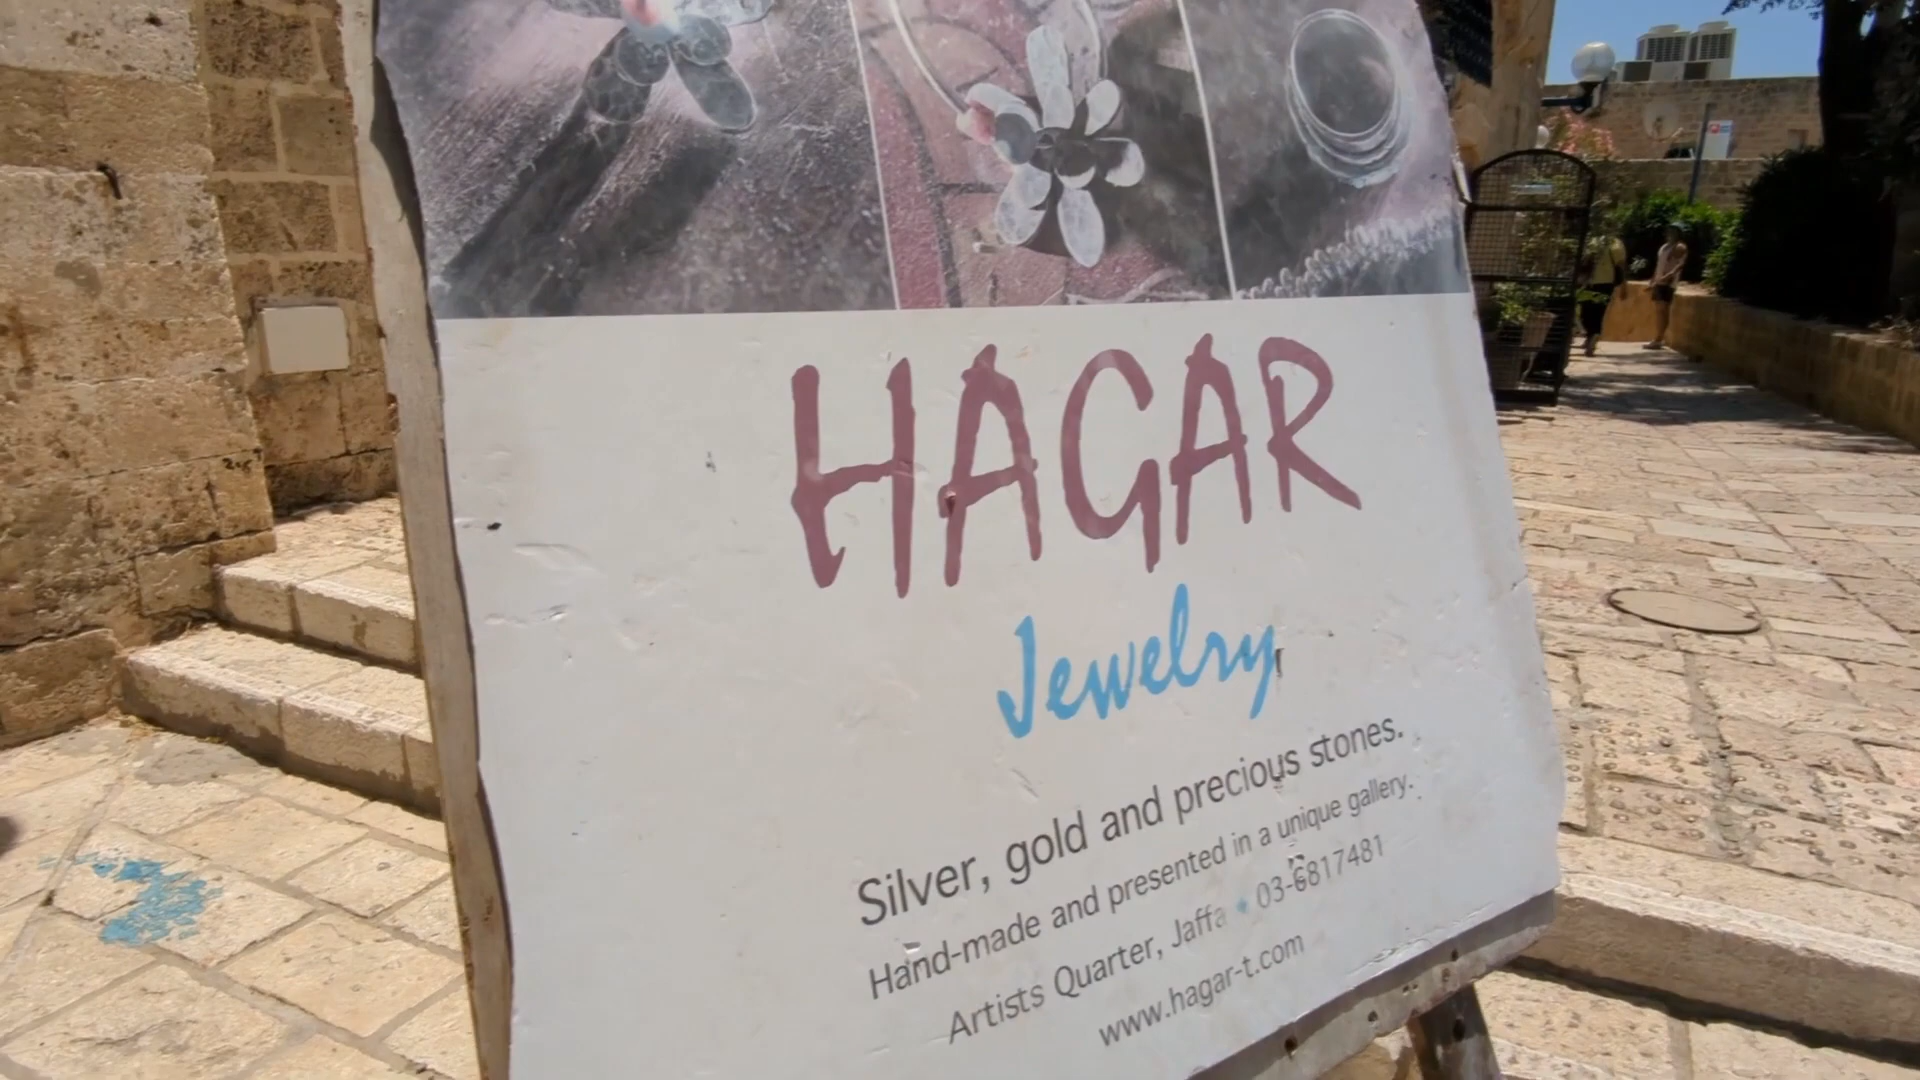 HAGAR
Jewelry
Silver, gold and precious stones.
Hand-made and presented in a unique gallery.
Artists Quarter, Jaffa • 03-6817481
www.hagar-t.com